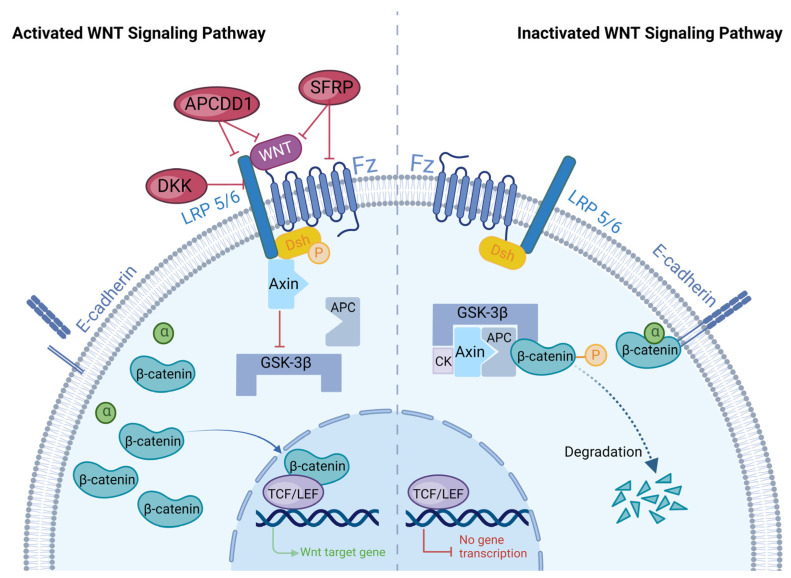 Activated WNT Signaling Pathway
Inactivated WNT Signaling Pathway
APCDD1
SFRP
WNT
DKK
LRP 5/6
Fz
Fz
LRP 5/6
Dsh
P
Dsh
Axin
E-cadherin
E-cadherin
APC
GSK-3β
GSK-3β
APC
Axin
CK
β-catenin
P
α
β-catenin
α
β-catenin
α
β-catenin
β-catenin
β-catenin
β-catenin
TCF/LEF
TCF/LEF
Degradation
Wnt target gene
No gene
transcription